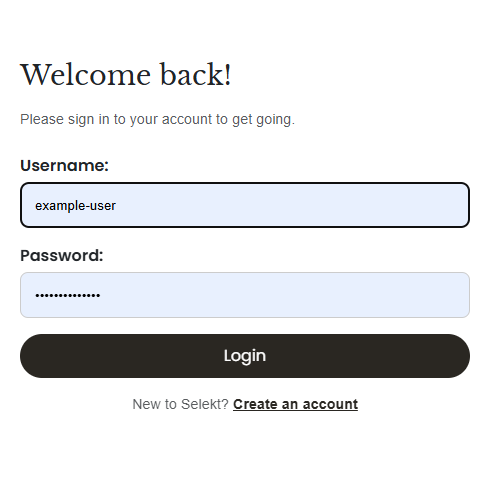 Welcome back!
Please sign in to your account to get going.
Username:
example-user
Password:
••••••••••••••
Login
New to Selekt? Create an account